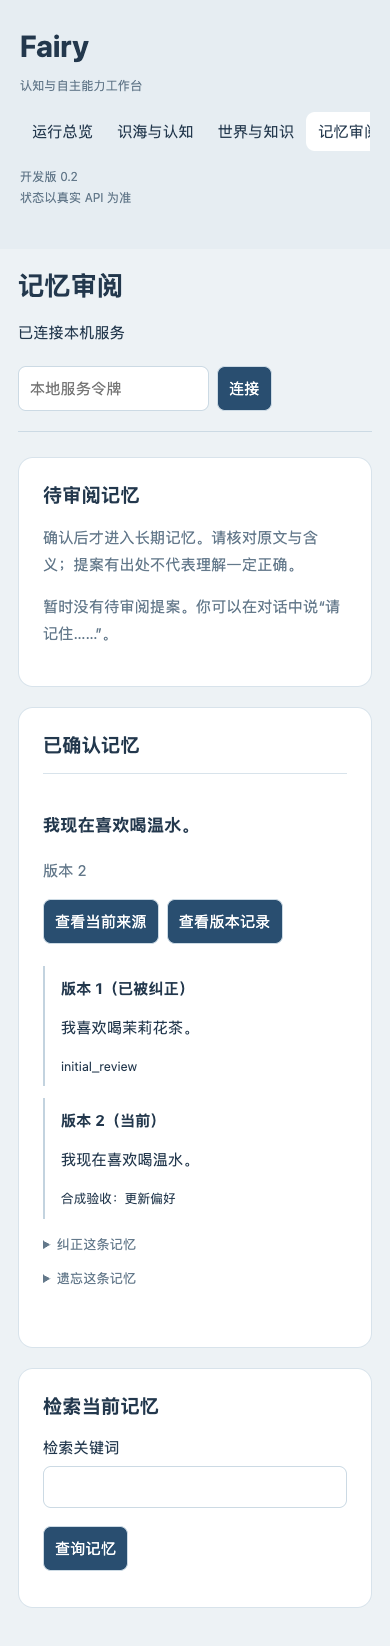 Fairy
认知与自主能力工作台
运行总览 识海与认知 世界与知识 记忆审
开发版 0.2
状态以真实 API 为准
记忆审阅
已连接本机服务
本地服务令牌 连接
待审阅记忆
确认后才进入长期记忆。请核对原文与含
义；提案有出处不代表理解一定正确。
暂时没有待审阅提案。你可以在对话中说“请
记住……”。
已确认记忆
我现在喜欢喝温水。
版本 2
查看当前来源 查看版本记录
版本 1（已被纠正）
我喜欢喝茉莉花茶。
initial_review
版本 2（当前）
我现在喜欢喝温水。
合成验收：更新偏好
纠正这条记忆
遗忘这条记忆
检索当前记忆
检索关键词
查询记忆